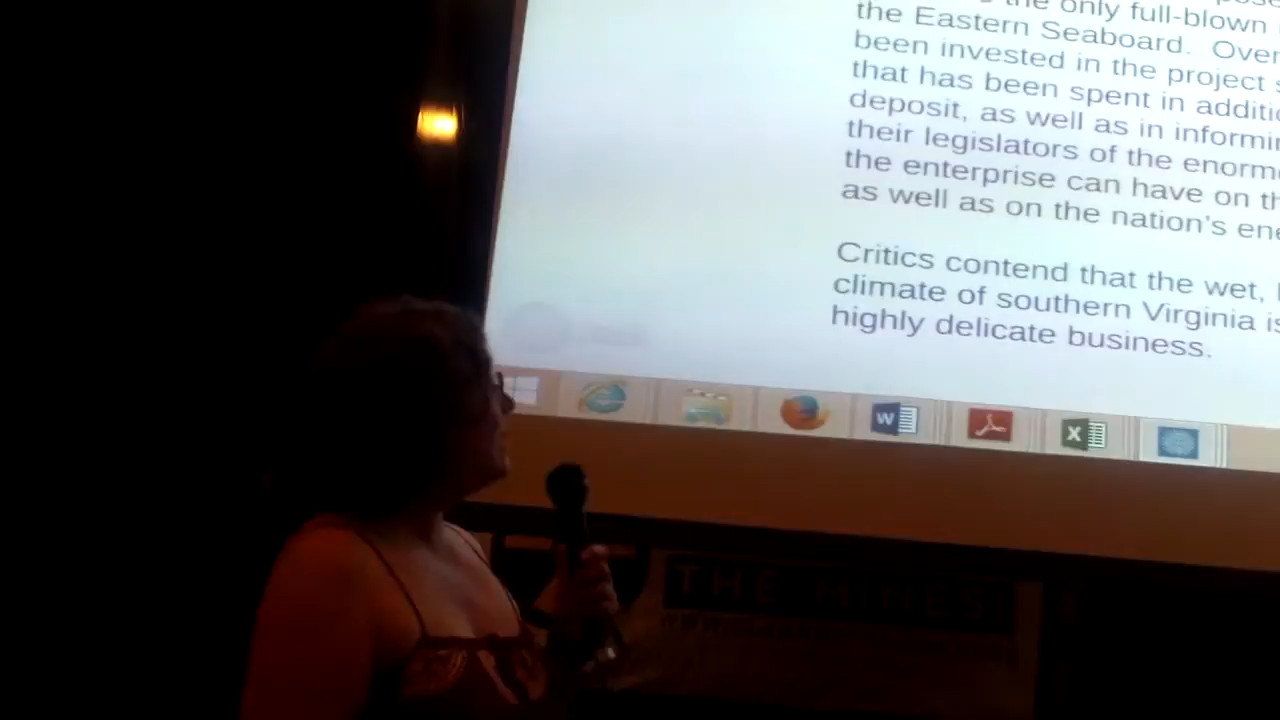 the only full-blown
the Eastern Seaboard. Over
been invested in the project
that has been spent in additi
deposit, as well as in informi
their legislators of the enorm
the enterprise can have on th
as well as on the nation's ene
Critics contend that the wet,
climate of southern Virginia is
highly delicate business.
W
X
THE